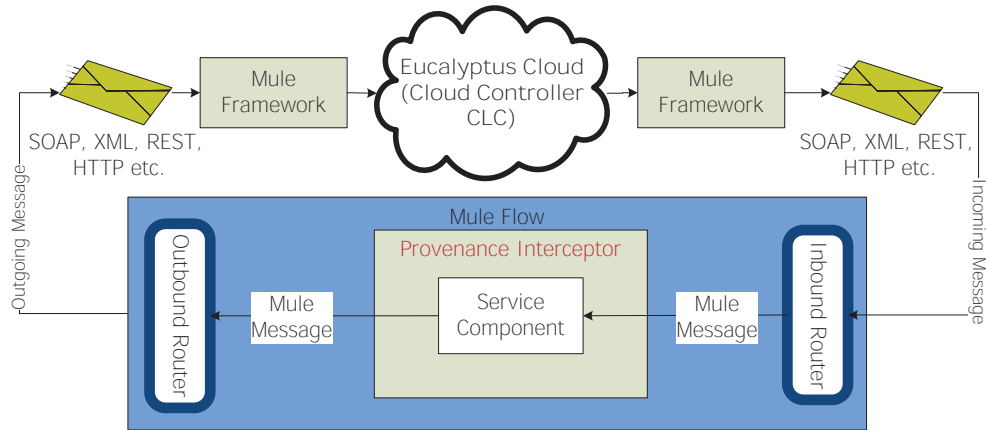 Mule
Framework
Eucalyptus Cloud
(Cloud Controller
CLC)
Mule
Framework
SOAP, XML, REST,
HTTP etc.
SOAP, XML, REST,
HTTP etc.
Outgoing Message
Incoming Message
Mule Flow
Provenance Interceptor
Outbound Router
Mule
Message
Service
Component
Mule
Message
Inbound Router